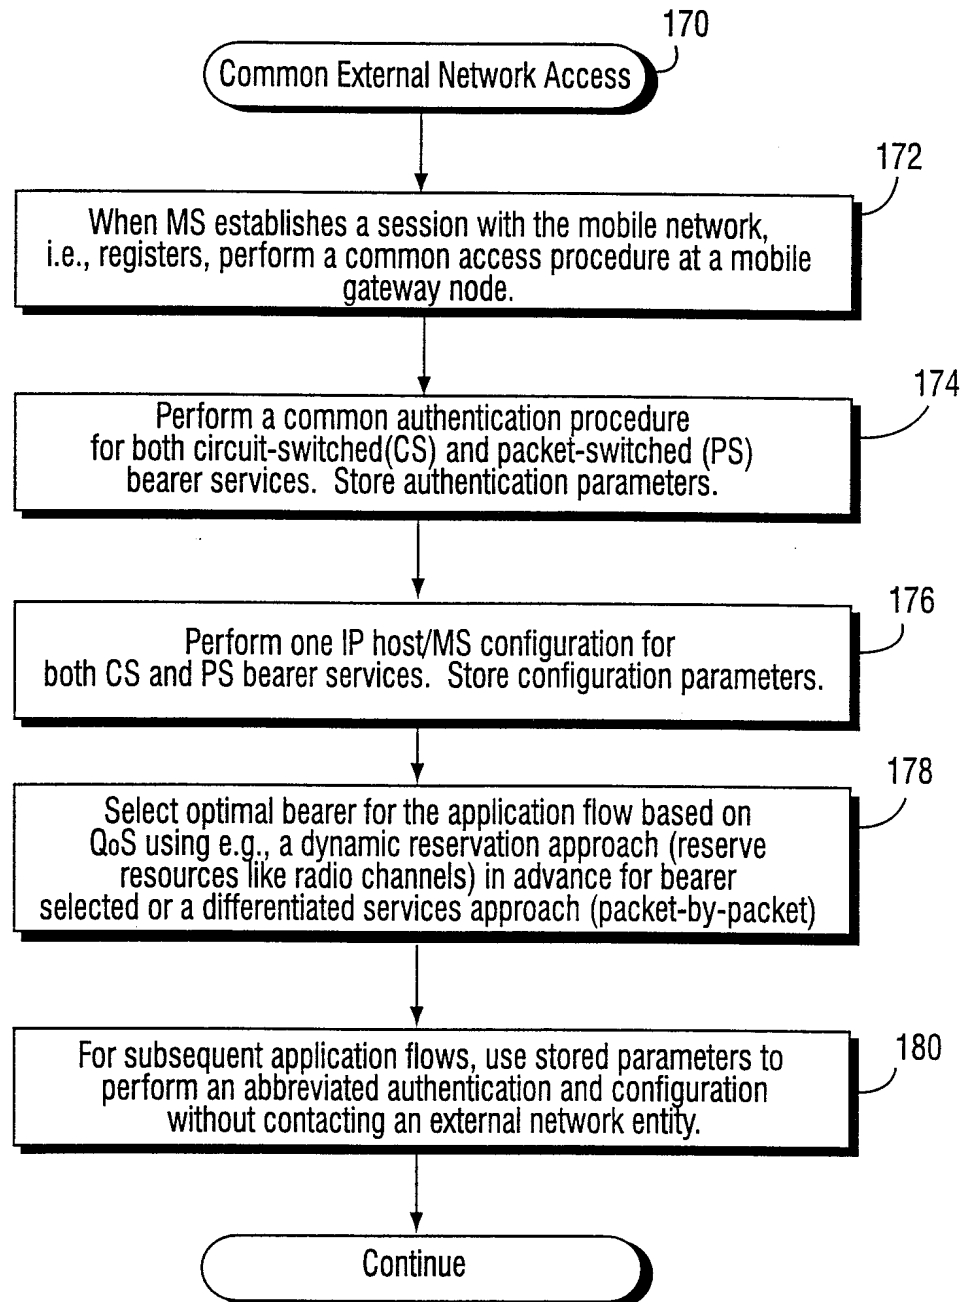 170
Common External Network Access
172
When MS establishes a session with the mobile network,
i.e., registers, perform a common access procedure at a mobile
gateway node.
174
Perform a common authentication procedure
for both circuit-switched(CS) and packet-switched (PS)
bearer services. Store authentication parameters.
176
Perform one IP host/MS configuration for
both CS and PS bearer services. Store configuration parameters.
178
Select optimal bearer for the application flow based on
QoS using e.g., a dynamic reservation approach (reserve
resources like radio channels) in advance for bearer
selected or a differentiated services approach (packet-by-packet)
180
For subsequent application flows, use stored parameters to
perform an abbreviated authentication and configuration
without contacting an external network entity.
Continue